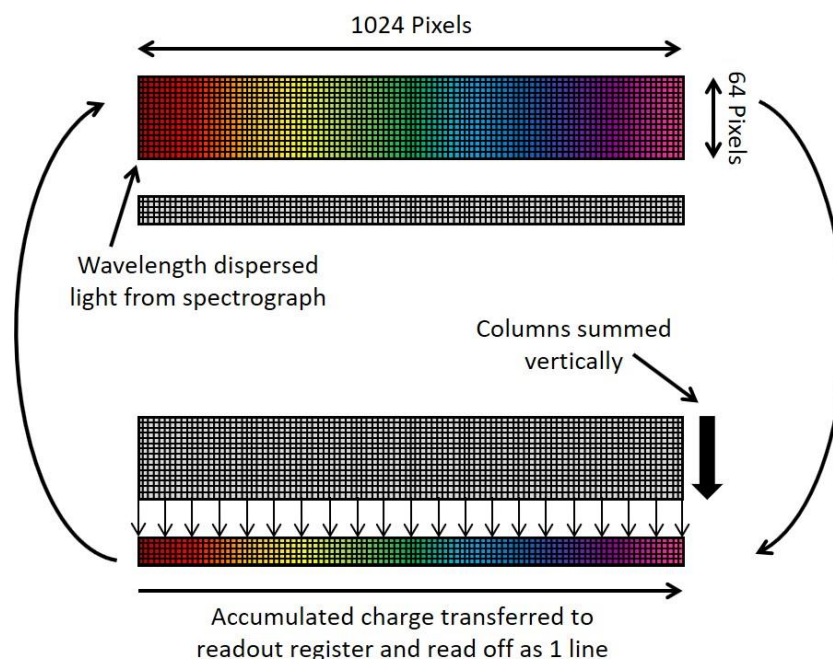 1024 Pixels
64 Pixels
Wavelength dispersed
light from spectrograph
Columns summed
vertically
Accumulated charge transferred to
readout register and read off as 1 line